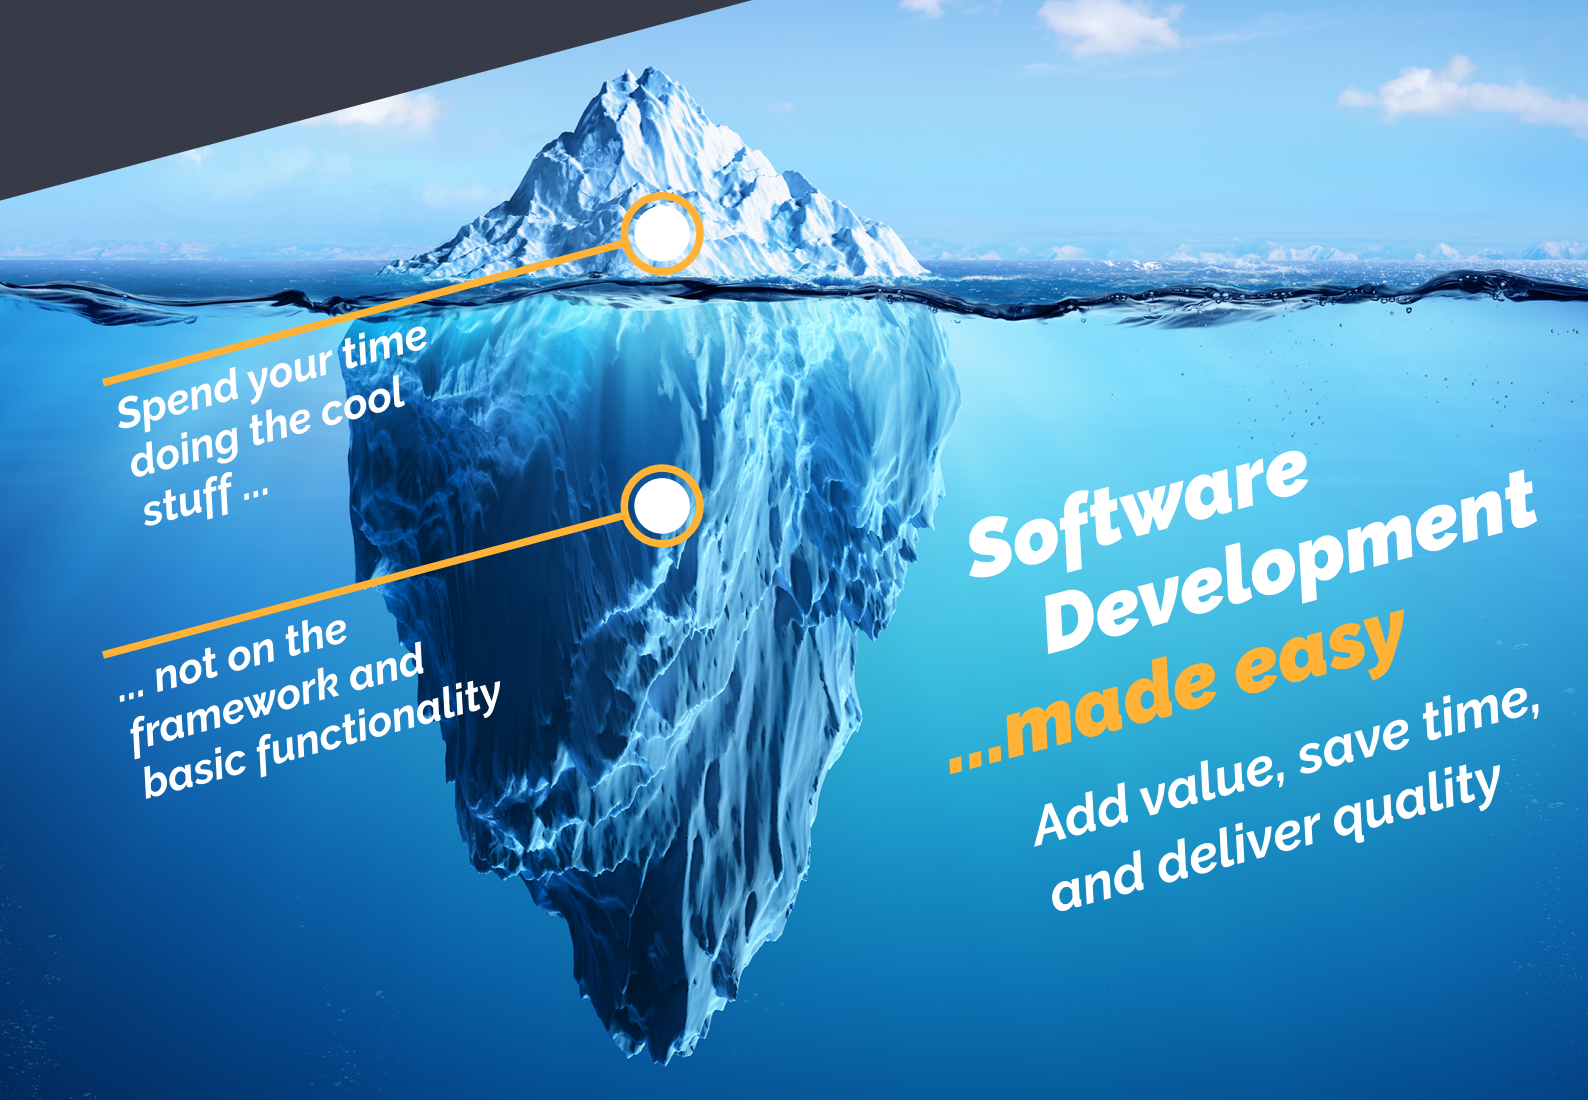 Spend your time
doing the cool
stuff ...
... not on the
framework and
basic functionality
Software
Development
...made easy
Add value, save time,
and deliver quality